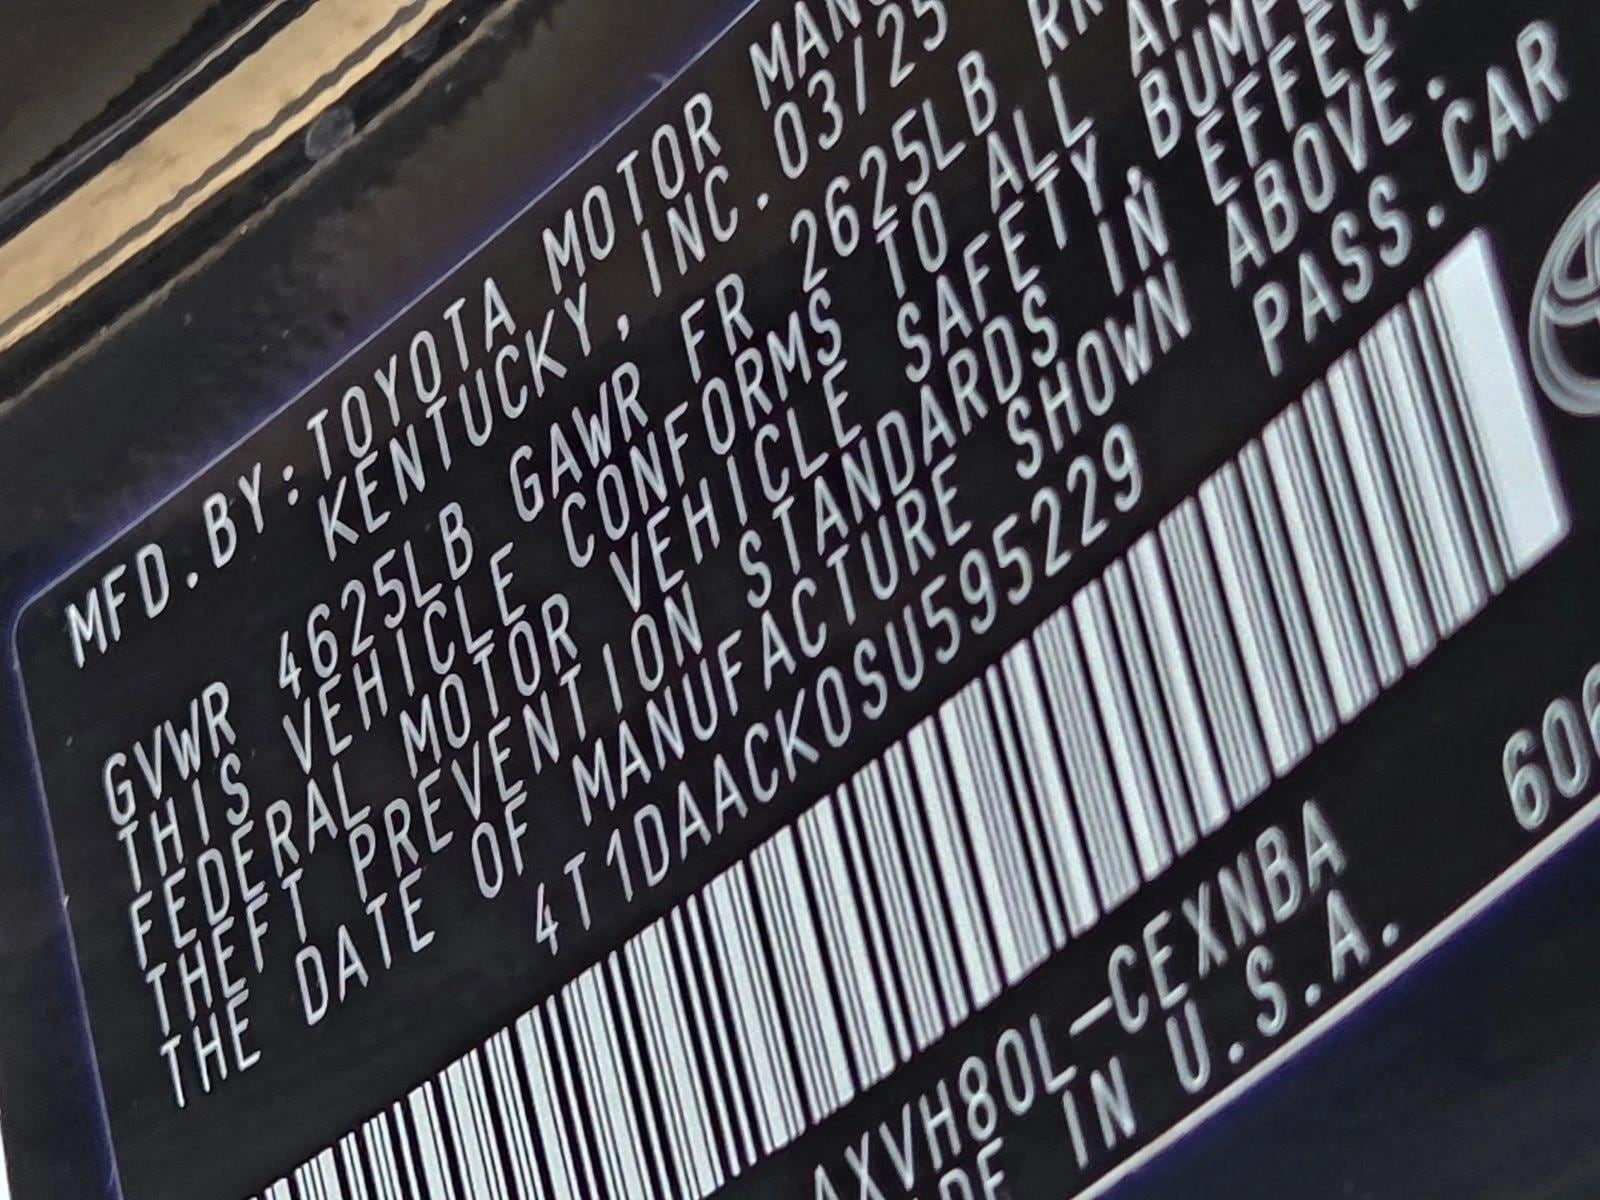 MFD.BY:TOYOTA MOTOR
KENTUCKY, INC. 03/25
GVWR 4625LB GAWR FR 2625LB
THIS VEHICLE CONFORMS TO ALL
FEDERAL MOTOR VEHICLE SAFETY,
THEFT PREVENTION STANDARDS IN
THE DATE OF MANUFACTURE SHOWN ABOVE.
4T1DAACK0SU595229 PASS.CAR
AXVH80L-CEXNBA
IN U.S.A.